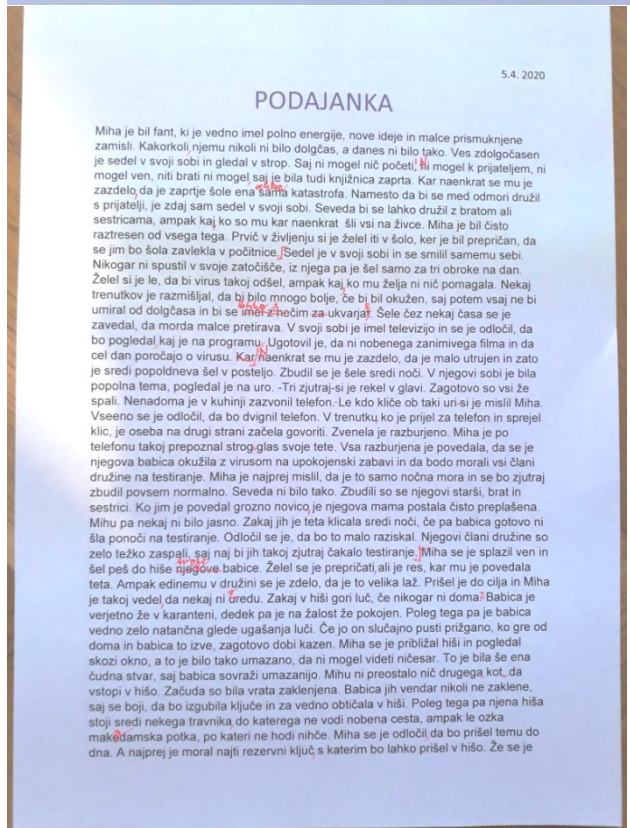 5.4. 2020
PODAJANKA
Miha je bil fant, ki je vedno imel polno energije, nove ideje in malce prismuknjene
zamisli. Kakorkoli, njemu nikoli ni bilo dolgčas, a danes ni bilo tako. Ves zdolgočasen
je sedel v svoji sobi in gledal v strop. Saj ni mogel nič početi, ni mogel k prijateljem, ni
mogel ven, niti brati ni mogel, saj je bila tudi knjižnica zaprta. Kar naenkrat se mu je
zazdelo, da je zaprtje šole ena sama katastrofa. Namesto da bi se med odmori družil
s prijatelji, je zdaj sam sedel v svoji sobi. Seveda bi se lahko družil z bratom ali
sestricama, ampak kaj, ko so mu kar naenkrat šli vsi na živce. Miha je bil čisto
raztresen od vsega tega. Prvič v življenju si je želel iti v šolo, ker je bil prepričan, da
se jim bo šola zavlekla v počitnice. Sedel je v svoji sobi in se smilil samemu sebi.
Nikogar ni spustil v svoje zatočišče, iz njega pa je šel samo za tri obroke na dan.
Želel si je le, da bi virus takoj odšel, ampak kaj, ko mu želja ni nič pomagala. Nekaj
trenutkov je razmišljal, da bi bilo mnogo bolje, če bi bil okužen, saj potem vsaj ne bi
umiral od dolgčasa in bi se imel z nečim za ukvarjat. Šele čez nekaj časa se je
zavedal, da morda malce pretirava. V svoji sobi je imel televizijo in se je odločil, da
bo pogledal, kaj je na programu. Ugotovil je, da ni nobenega zanimivega filma in da
cel dan poročajo o virusu. Kar naenkrat se mu je zazdelo, da je malo utrujen in zato
je sredi popoldneva šel v posteljo. Zbudil se je šele sredi noči. V njegovi sobi je bila
popolna tema, pogledal je na uro. -Tri zjutraj-si je rekel v glavi. Zagotovo so vsi že
spali. Nenadoma je v kuhinji zazvonil telefon.-Le kdo kliče ob taki uri-si je mislil Miha.
Vseeno se je odločil, da bo dvignil telefon. V trenutku, ko je prijel za telefon in sprejel
klic, je oseba na drugi strani začela govoriti. Zvenela je razburjeno. Miha je po
telefonu takoj prepoznal strog glas svoje tete. Vsa razburjena je povedala, da se je
njegova babica okužila z virusom na upokojenski zabavi in da bodo morali vsi člani
družine na testiranje. Miha je najprej mislil, da je to samo nočna mora in se bo zjutraj
zbudil povsem normalno. Seveda ni bilo tako. Zbudili so se njegovi starši, brat in
sestrici. Ko jim je povedal grozno novico, je njegova mama postala čisto preplašena.
Mihu pa nekaj ni bilo jasno. Zakaj jih je teta klicala sredi noči, če pa babica gotovo ni
šla ponoči na testiranje. Odločil se je, da bo to malo raziskal. Njegovi člani družine so
zelo težko zaspali, saj naj bi jih takoj zjutraj čakalo testiranje. Miha se je splazil ven in
šel peš do hiše njegove svoje babice. Želel se je prepričati, ali je res, kar mu je povedala
teta. Ampak edinemu v družini se je zdelo, da je to velika laž. Prišel je do cilja in Miha
je takoj vedel, da nekaj ni v redu. Zakaj v hiši gori luč, če nikogar ni doma? Babica je
verjetno že v karanteni, dedek pa je na žalost že pokojen. Poleg tega pa je babica
vedno zelo natančna glede ugašanja luči. Če jo on slučajno pusti prižgano, ko gre od
doma in babica to izve, zagotovo dobi kazen. Miha se je približal hiši in pogledal
skozi okno, a to je bilo tako umazano, da ni mogel videti ničesar. To je bila še ena
čudna stvar, saj babica sovraži umazanijo. Mihu ni preostalo nič drugega kot, da
vstopi v hišo. Začuda so bila vrata zaklenjena. Babica jih vendar nikoli ne zaklene,
saj se boji, da bo izgubila ključe in za vedno obtičala v hiši. Poleg tega pa njena hiša
stoji sredi nekega travnika, do katerega ne vodi nobena cesta, ampak le ozka
makedamska potka, po kateri ne hodi nihče. Miha se je odločil, da bo prišel temu do
dna. A najprej je moral najti rezervni ključ, s katerim bo lahko prišel v hišo. Že se je